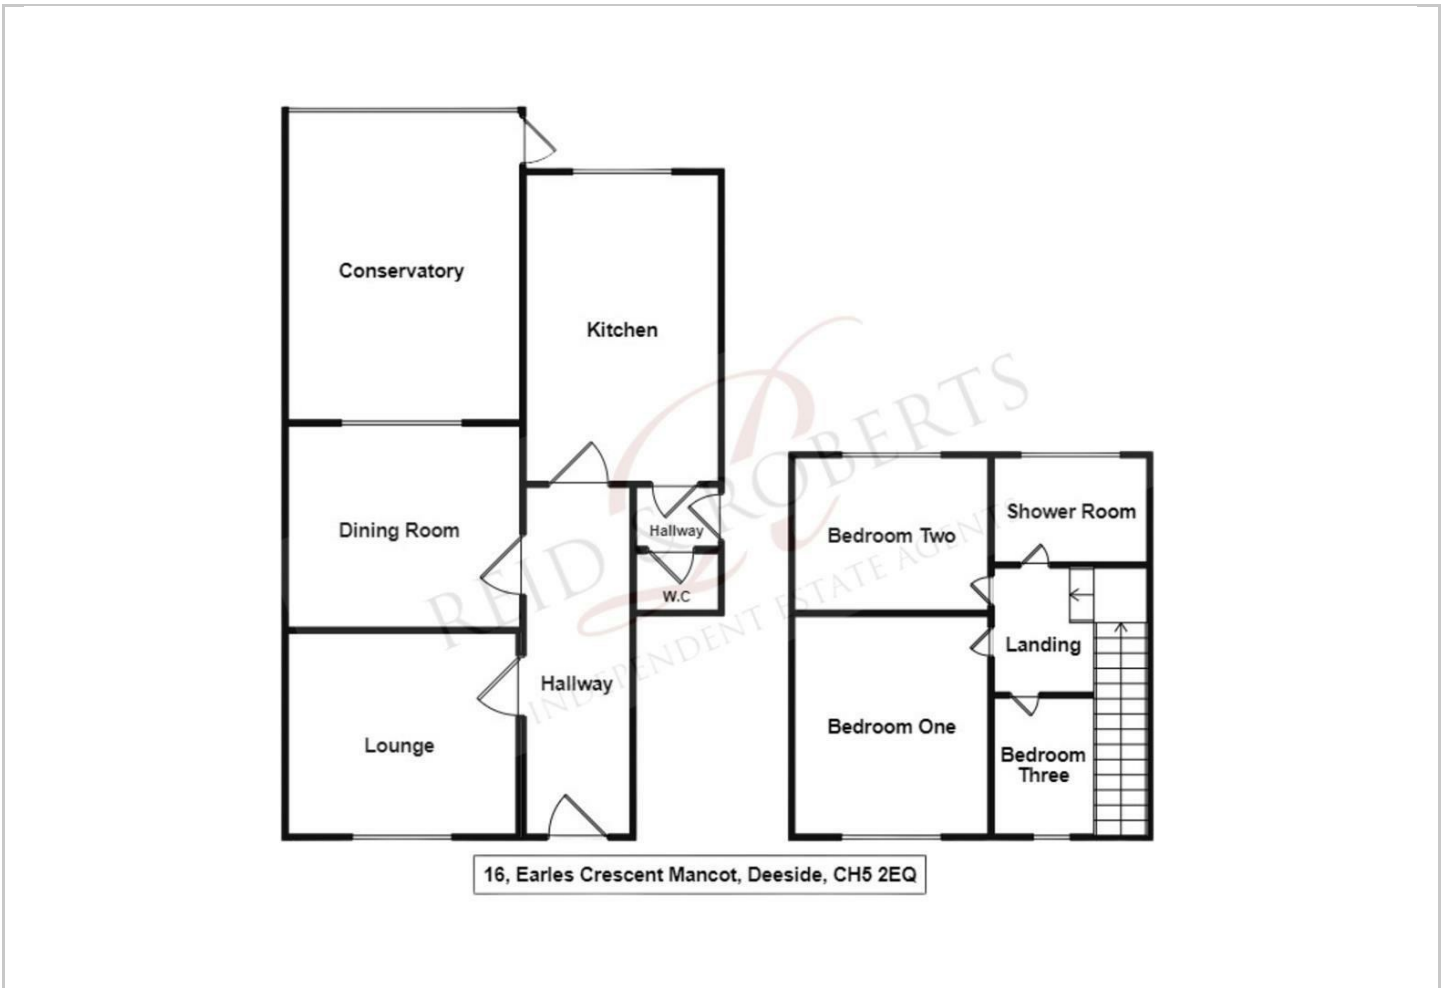 Conservatory
Kitchen
Dining Room
Hallway
W.C
Hallway
Lounge
Bedroom Two
Shower Room
Landing
Bedroom One
Bedroom
Three
REID & ROBERTS
INDEPENDENT ESTATE AGENTS
16, Earles Crescent Mancot, Deeside, CH5 2EQ